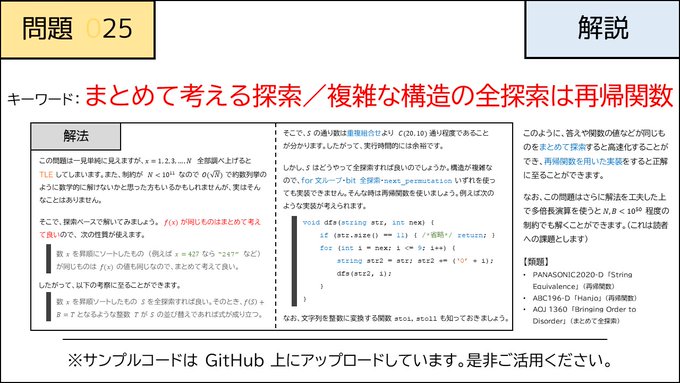 問題 025
解説
キーワード: まとめて考える探索／複雑な構造の全探索は再帰関数
解法
この問題は一見単純に見えますが、x = 1, 2, 3, ..., N 全部調べ上げると
TLE してしまいます。また、制約が N < 10¹¹ なので O(√N) で約数列挙の
ように数学的に解けないかと思った方もいるかもしれませんが、実はそん
なことはありません。
そこで、探索ベースで解いてみましょう。 f(x) が同じものはまとめて考え
て良いので、次の性質が使えます。
数 x を昇順にソートしたもの（例えば x = 427 なら "247" など）
が同じものは f(x) の値も同じなので、まとめて考て良い。
したがって、以下の考察に至ることができます。
数 x を昇順にソートしたもの S を全探索すれば良い。そのとき、f(S) +
B = T となるような整数 T が S の並び替えであれば式が成り立つ。
そこで、S の通り数は重複組合せより C(20, 10) 通り程度であること
が分かります。したがって、実行時間的には余裕です。
しかし、S はどうやって全探索すれば良いのでしょうか。構造が複雑な
ので、for 文ループ・bit 全探索・next_permutation いずれを使っ
ても実装できません。そんな時は再帰関数を使いましょう。例えば次の
ような実装が考えられます。
void dfs(string str, int nex) {
if (str.size() == 11) { /*省略*/ return; }
for (int i = nex; i <= 9; i++) {
string str2 = str; str2 += ('0' + i);
dfs(str2, i);
}
}
なお、文字列を整数に変換する関数 stoi, stoll も知っておきましょう。
このように、答えや関数の値などが同じも
のをまとめて探索すると高速化することがで
き、再帰関数を用いた実装をすると正解
に至ることができます。
なお、この問題はさらに解法を工夫した上
で多倍長演算を使うと N, B < 10⁵⁰ 程度の
制約でも解くことができます。（これは読者
への課題とします）
【類題】
• PANASONIC2020-D「String
Equivalence」（再帰関数）
• ABC196-D「Hanjo」（再帰関数）
• AOJ 1360「Bringing Order to
Disorder」（まとめて全探索）
※サンプルコードは GitHub 上にアップロードしています。是非ご活用ください。